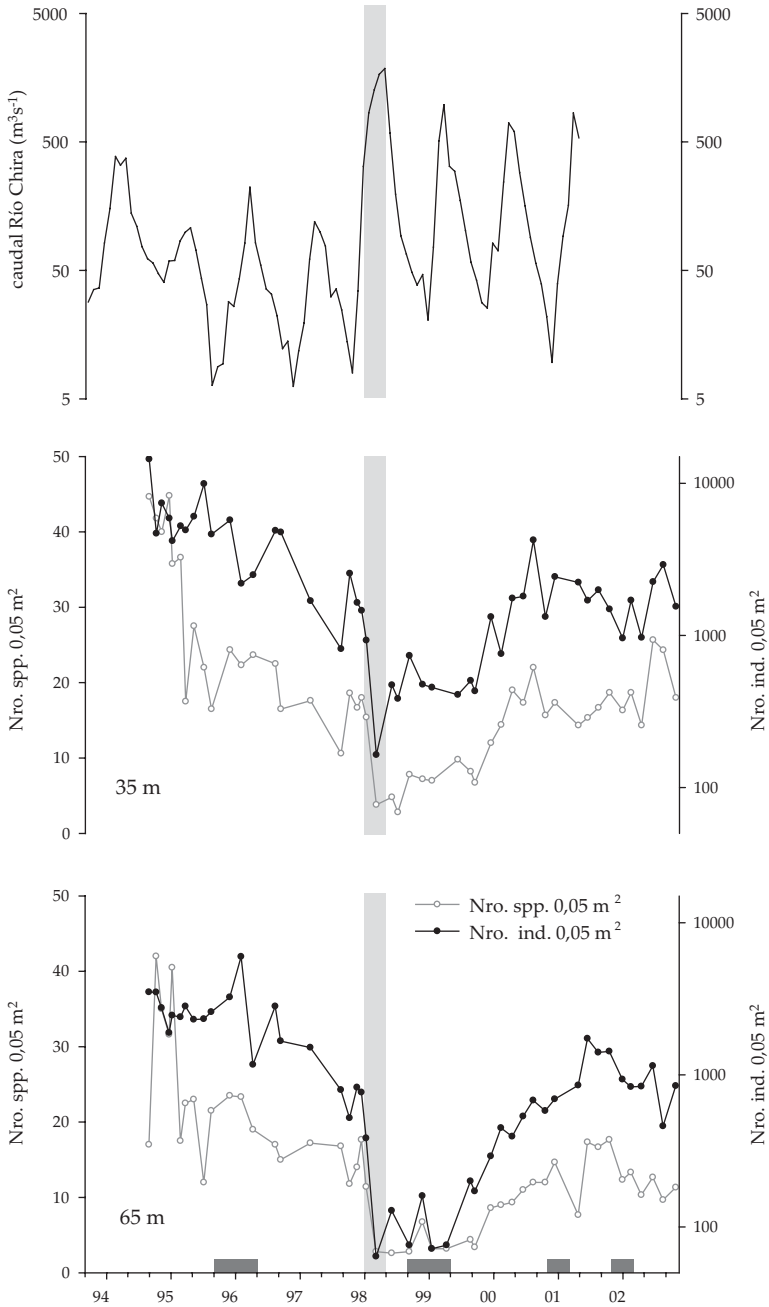 5000
500
50
5
caudal Río Chira (m³s⁻¹)
5000
500
50
5
50
40
30
20
10
0
Nro. spp. 0,05 m²
35 m
10000
1000
100
Nro. ind. 0,05 m²
50
40
30
20
10
0
Nro. spp. 0,05 m²
Nro. spp. 0,05 m ²
Nro. ind. 0,05 m ²
65 m
10000
1000
100
Nro. ind. 0,05 m²
94 95 96 97 98 99 00 01 02